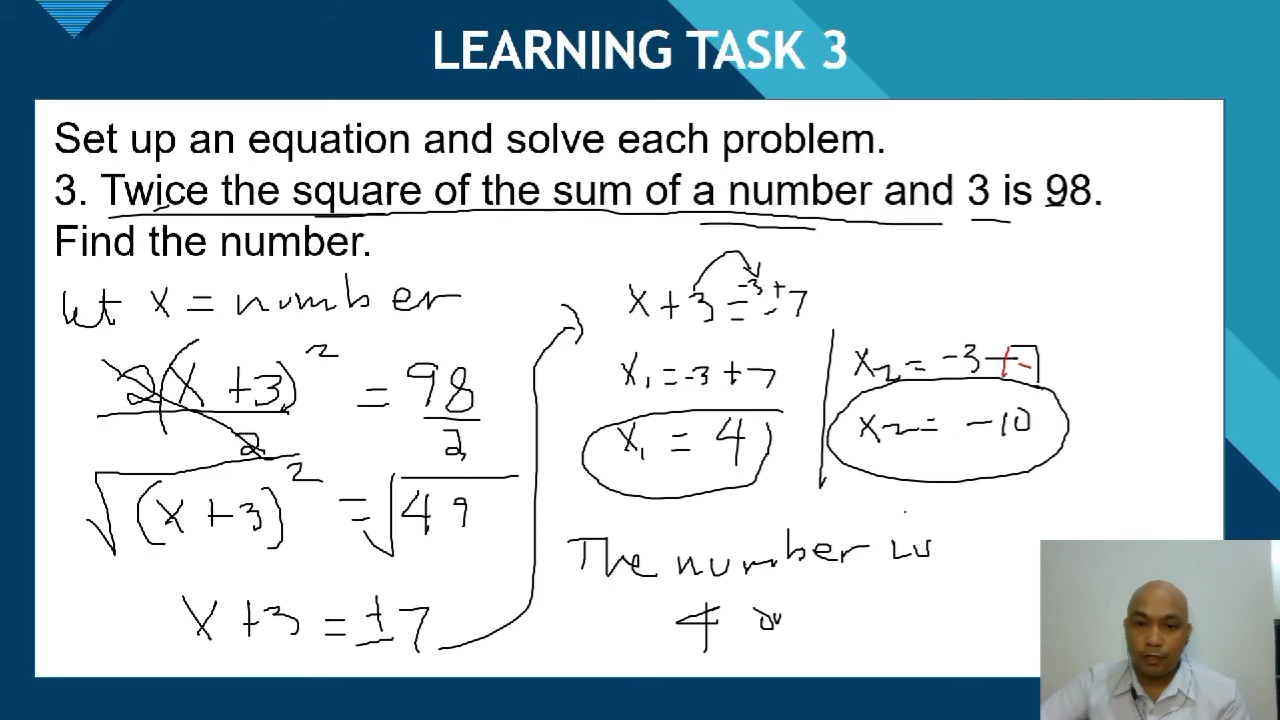 LEARNING TASK 3
Set up an equation and solve each problem.
3. Twice the square of the sum of a number and 3 is 98.
Find the number.
let x = number
2(x +3)² = 98
2 2
√(x +3)² = √49
x +3 = ±7
x + 3 = -3 ± 7
x₁ = -3 + 7
x₁ = 4
x₂ = -3 - 7
x₂ = -10
The number is
4 or